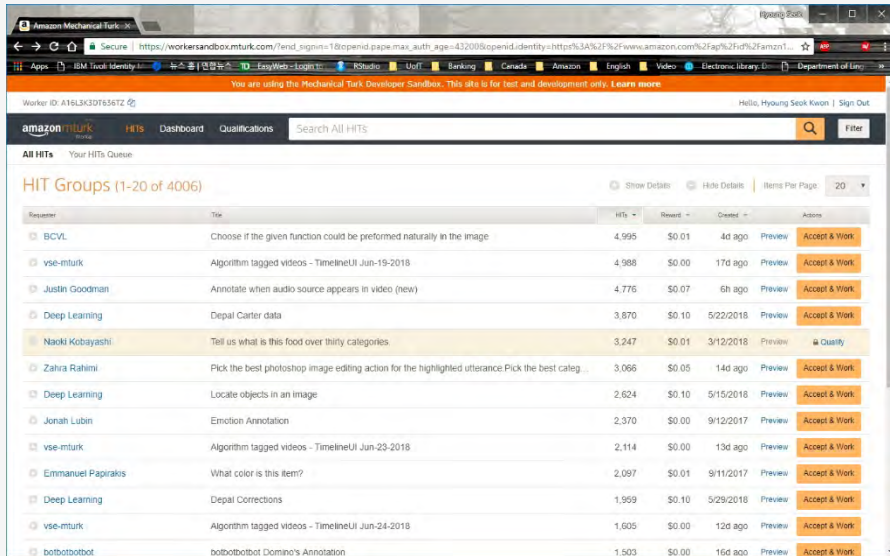 Amazon Mechanical Turk
Secure | https://workersandbox.mturk.com/?end_signin=1&openid.pape.max_auth_age=43200&openid.identity=https%3A%2F%2Fwww.amazon.com%2Fap%2Fid%2Famzn1...
Apps IBM Tivoli Identity 뉴스홈 | 연합뉴스 TD EasyWeb - Login to RStudio UofT Banking Canada Amazon English Video Electronic library. Department of Ling »
You are using the Mechanical Turk Developer Sandbox. This site is for test and development only. Learn more
Worker ID: Hello, Hyoung Seok Kwon | Sign Out
amazon mturk HITs Dashboard Qualifications Search All HITs Filter
All HITs Your HITs Queue
HIT Groups (1-20 of 4006) Show Details Hide Details Items Per Page 20
Requester Title HITs Reward Created Actions
BCVL Choose if the given function could be preformed naturally in the image 4,995 $0.01 4d ago Preview Accept & Work
vse-mturk Algorithm tagged videos - TimelineUI Jun-19-2018 4,988 $0.00 17d ago Preview Accept & Work
Justin Goodman Annotate when audio source appears in video (new) 4,776 $0.07 6h ago Preview Accept & Work
Deep Learning Depal Carter data 3,870 $0.10 5/22/2018 Preview Accept & Work
Naoki Kobayashi Tell us what is this food over thirty categories 3,247 $0.01 3/12/2018 Preview Qualify
Zahra Rahimi Pick the best photoshop image editing action for the highlighted utterance.Pick the best categ... 3,066 $0.05 14d ago Preview Accept & Work
Deep Learning Locate objects in an image 2,624 $0.10 5/15/2018 Preview Accept & Work
Jonah Lubin Emotion Annotation 2,370 $0.00 9/12/2017 Preview Accept & Work
vse-mturk Algorithm tagged videos - TimelineUI Jun-23-2018 2,114 $0.00 13d ago Preview Accept & Work
Emmanuel Papirakis What color is this item? 2,097 $0.01 9/11/2017 Preview Accept & Work
Deep Learning Depal Corrections 1,959 $0.10 5/29/2018 Preview Accept & Work
vse-mturk Algorithm tagged videos - TimelineUI Jun-24-2018 1,605 $0.00 12d ago Preview Accept & Work
botbotbotbot botbotbotbot Domino's Annotation 1,503 $0.00 16d ago Preview Accept & Work